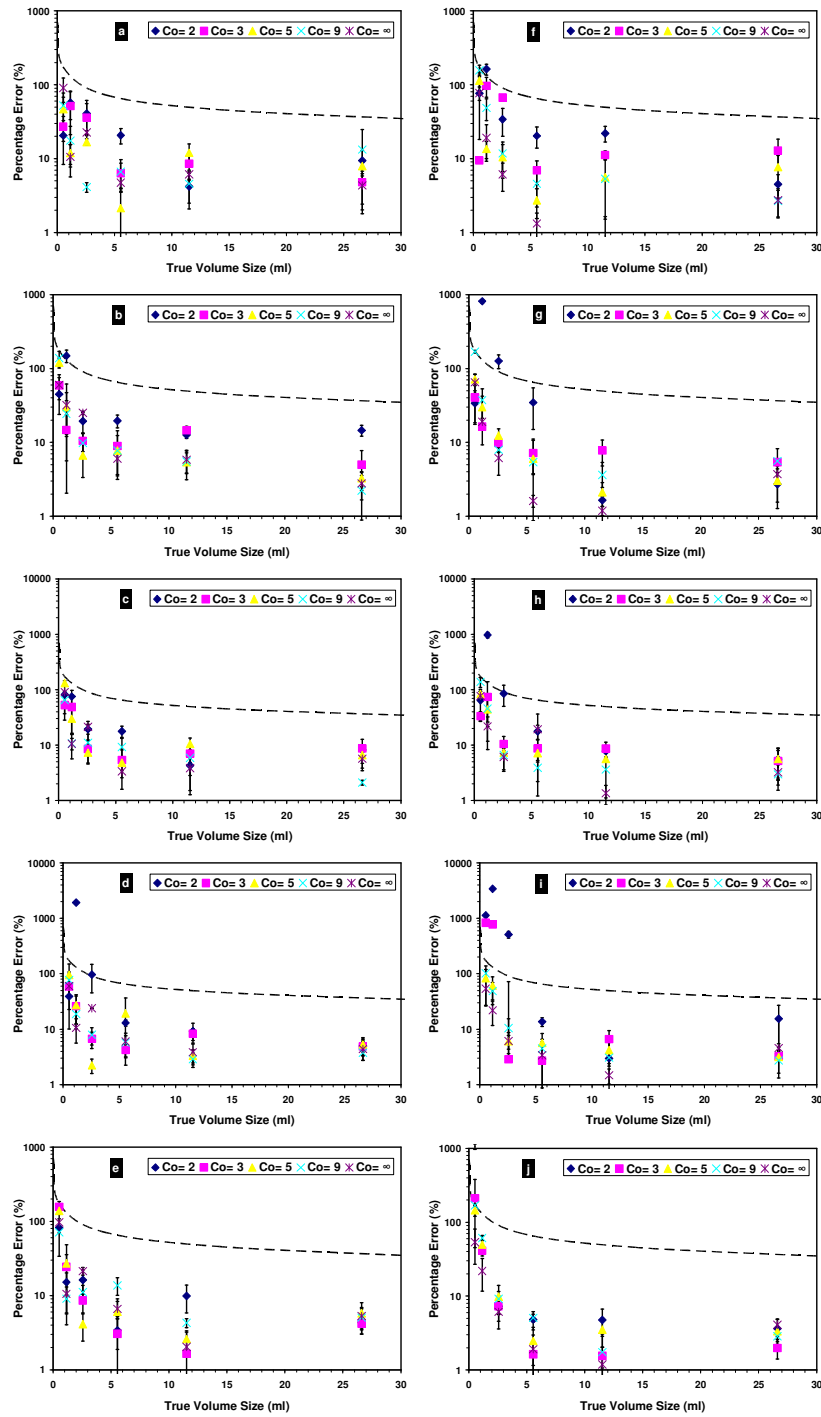 a
Co= 2 Co= 3 Co= 5 Co= 9 Co= ∞
Percentage Error (%)
1000
100
10
1
0 5 10 15 20 25 30
True Volume Size (ml)
f
Co= 2 Co= 3 Co= 5 Co= 9 Co= ∞
Percentage Error (%)
1000
100
10
1
0 5 10 15 20 25 30
True Volume Size (ml)
b
Co= 2 Co= 3 Co= 5 Co= 9 Co= ∞
Percentage Error (%)
1000
100
10
1
0 5 10 15 20 25 30
True Volume Size (ml)
g
Co= 2 Co= 3 Co= 5 Co= 9 Co= ∞
Percentage Error (%)
1000
100
10
1
0 5 10 15 20 25 30
True Volume Size (ml)
c
Co= 2 Co= 3 Co= 5 Co= 9 Co= ∞
Percentage Error (%)
10000
1000
100
10
1
0 5 10 15 20 25 30
True Volume Size (ml)
h
Co= 2 Co= 3 Co= 5 Co= 9 Co= ∞
Percentage Error (%)
10000
1000
100
10
1
0 5 10 15 20 25 30
True Volume Size (ml)
d
Co= 2 Co= 3 Co= 5 Co= 9 Co= ∞
Percentage Error (%)
10000
1000
100
10
1
0 5 10 15 20 25 30
True Volume Size (ml)
i
Co= 2 Co= 3 Co= 5 Co= 9 Co= ∞
Percentage Error (%)
10000
1000
100
10
1
0 5 10 15 20 25 30
True Volume Size (ml)
e
Co= 2 Co= 3 Co= 5 Co= 9 Co= ∞
Percentage Error (%)
1000
100
10
1
0 5 10 15 20 25 30
True Volume Size (ml)
j
Co= 2 Co= 3 Co= 5 Co= 9 Co= ∞
Percentage Error (%)
1000
100
10
1
0 5 10 15 20 25 30
True Volume Size (ml)